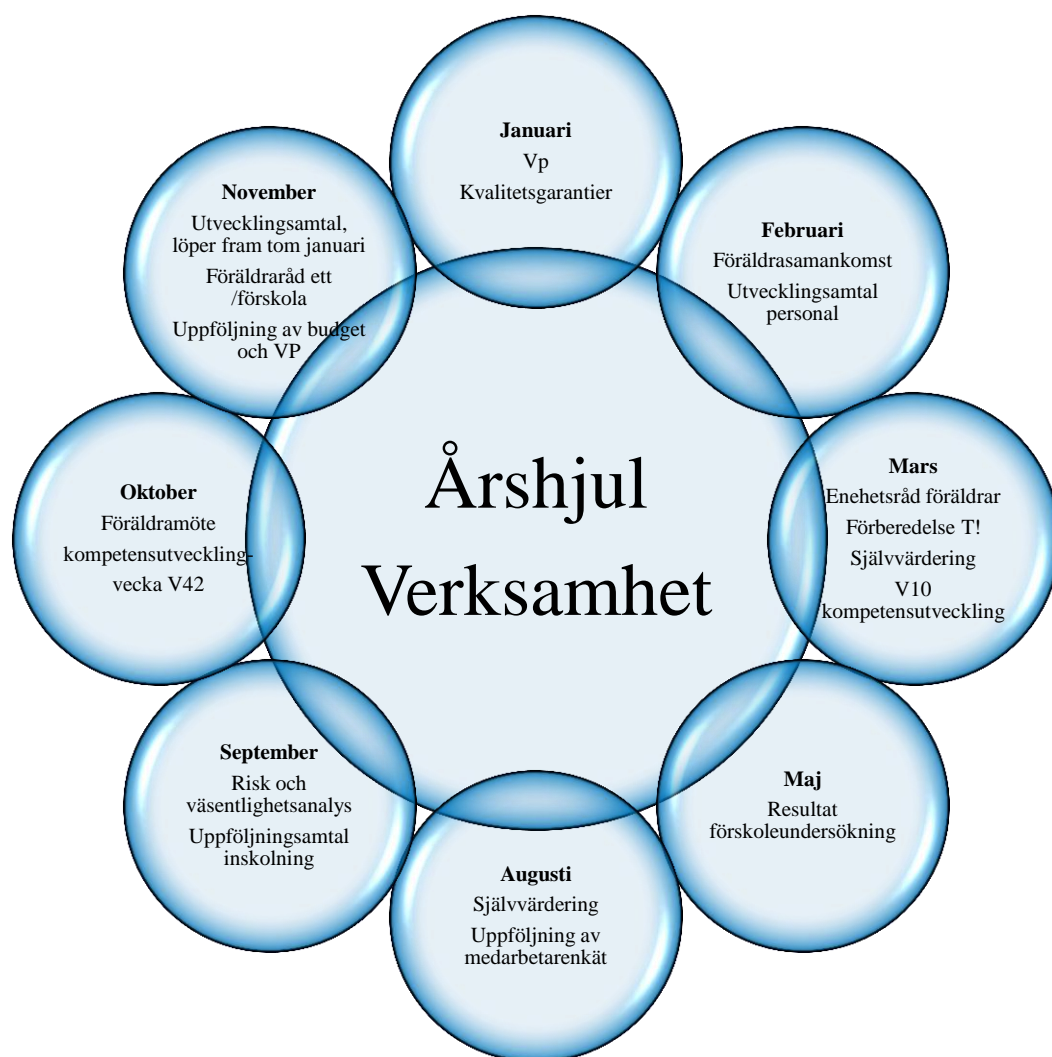 Januari
Vp
Kvalitetsgarantier
Februari
Föräldrasamankomst
Utvecklingsamtal
personal
Mars
Enehetsråd föräldrar
Förberedelse T!
Självvärdering
V10
kompetensutveckling
Maj
Resultat
förskoleundersökning
Augusti
Självvärdering
Uppföljning av
medarbetarenkät
September
Risk och
väsentlighetsanalys
Uppföljningsamtal
inskolning
Oktober
Föräldramöte
kompetensutveckling-
vecka V42
November
Utvecklingsamtal,
löper fram tom januari
Föräldraråd ett
/förskola
Uppföljning av budget
och VP
Årshjul
Verksamhet